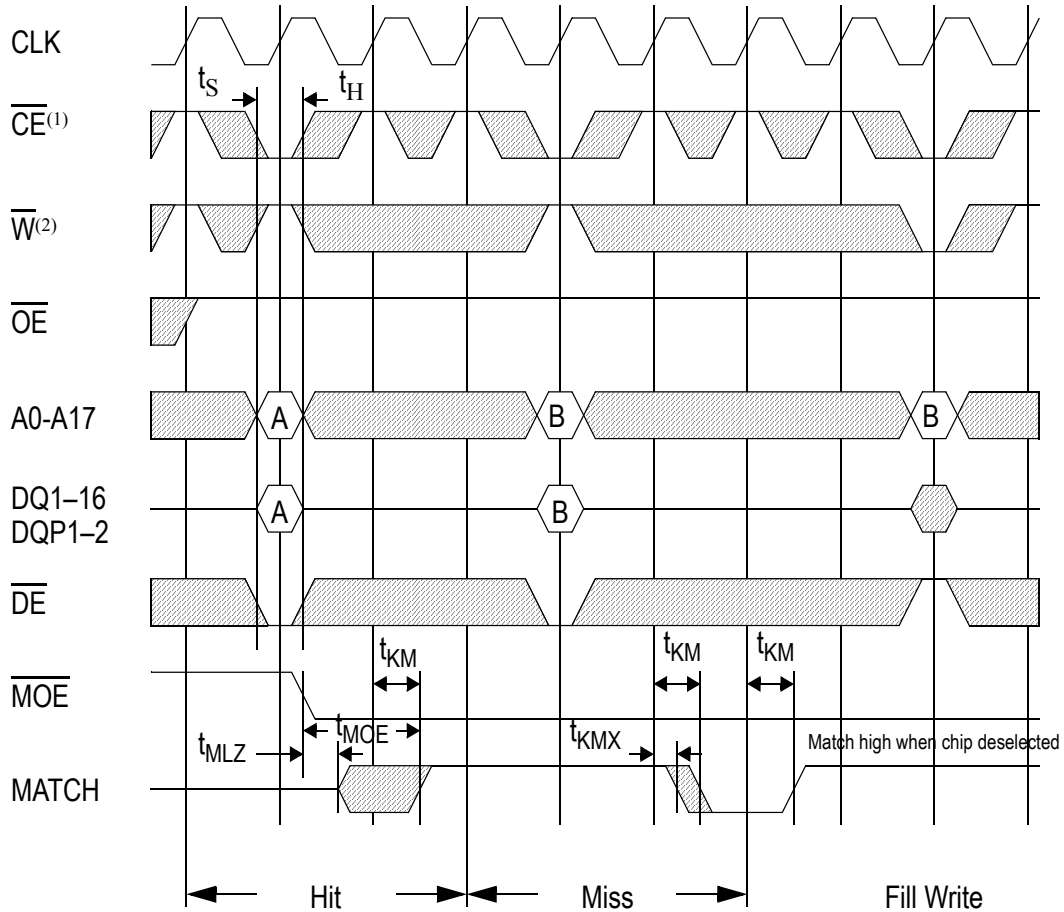 CLK
tS tH
CE(1)
W(2)
OE
A0-A17 A B B
DQ1–16
DQP1–2 A B
DE
tKM tKM tKM
MOE
tMOE
tMLZ tKMX Match high when chip deselected
MATCH
Hit Miss Fill Write